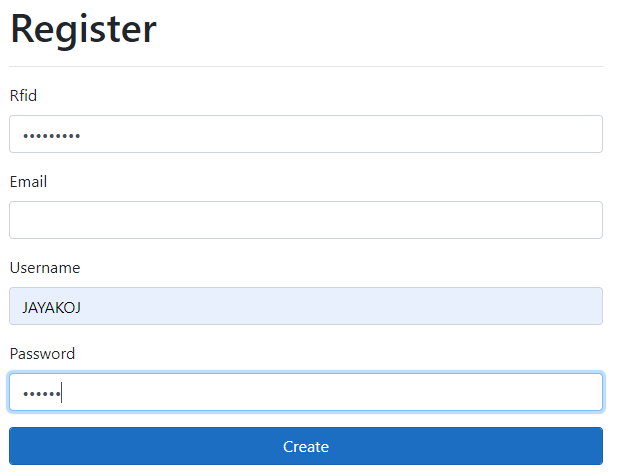 Register
Rfid
•••••••••
Email
Username
JAYAKOJ
Password
••••••
Create